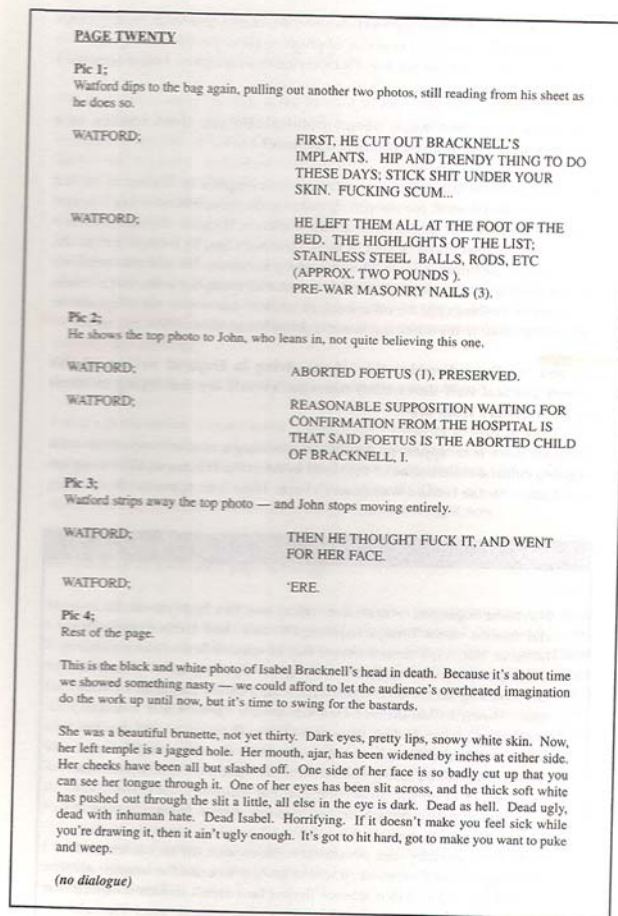 PAGE TWENTY
Pic 1;
Watford dips to the bag again, pulling out another two photos, still reading from his sheet as
he does so.
WATFORD; FIRST, HE CUT OUT BRACKNELL'S
IMPLANTS. HIP AND TRENDY THING TO DO
THESE DAYS; STICK SHIT UNDER YOUR
SKIN. FUCKING SCUM...
WATFORD; HE LEFT THEM ALL AT THE FOOT OF THE
BED. THE HIGHLIGHTS OF THE LIST;
STAINLESS STEEL BALLS, RODS, ETC
(APPROX. TWO POUNDS ).
PRE-WAR MASONRY NAILS (3).
Pic 2;
He shows the top photo to John, who leans in, not quite believing this one.
WATFORD; ABORTED FOETUS (1), PRESERVED.
WATFORD; REASONABLE SUPPOSITION WAITING FOR
CONFIRMATION FROM THE HOSPITAL IS
THAT SAID FOETUS IS THE ABORTED CHILD
OF BRACKNELL, I.
Pic 3;
Watford strips away the top photo — and John stops moving entirely.
WATFORD; THEN HE THOUGHT FUCK IT, AND WENT
FOR HER FACE.
WATFORD; 'ERE.
Pic 4;
Rest of the page.
This is the black and white photo of Isabel Bracknell's head in death. Because it's about time
we showed something nasty — we could afford to let the audience's overheated imagination
do the work up until now, but it's time to swing for the bastards.
She was a beautiful brunette, not yet thirty. Dark eyes, pretty lips, snowy white skin. Now,
her left temple is a jagged hole. Her mouth, ajar, has been widened by inches at either side.
Her cheeks have been all but slashed off. One side of her face is so badly cut up that you
can see her tongue through it. One of her eyes has been slit across, and the thick soft white
has pushed out through the slit a little, all else in the eye is dark. Dead as hell. Dead ugly,
dead with inhuman hate. Dead Isabel. Horrifying. If it doesn't make you feel sick while
you're drawing it, then it ain't ugly enough. It's got to hit hard, got to make you want to puke
and weep.
(no dialogue)